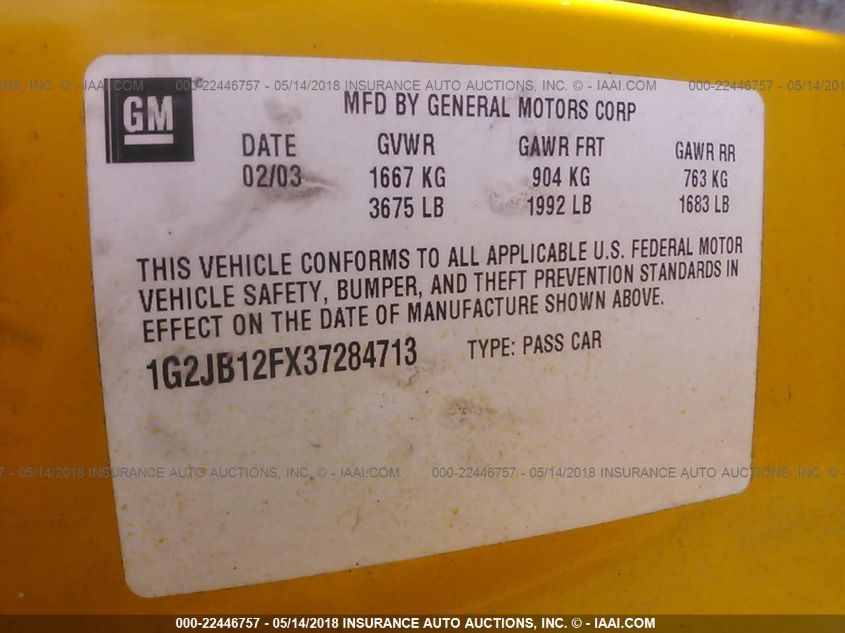 000-22446757 - 05/14/2018 INSURANCE AUTO AUCTIONS, INC. © - IAAI.COM
GM
MFD BY GENERAL MOTORS CORP
DATE GVWR GAWR FRT GAWR RR
02/03 1667 KG 904 KG 763 KG
3675 LB 1992 LB 1683 LB
THIS VEHICLE CONFORMS TO ALL APPLICABLE U.S. FEDERAL MOTOR
VEHICLE SAFETY, BUMPER, AND THEFT PREVENTION STANDARDS IN
EFFECT ON THE DATE OF MANUFACTURE SHOWN ABOVE.
1G2JB12FX37284713 TYPE: PASS CAR
000-22446757 - 05/14/2018 INSURANCE AUTO AUCTIONS, INC. © - IAAI.COM
000-22446757 - 05/14/2018 INSURANCE AUTO AUCTIONS, INC. © - IAAI.COM